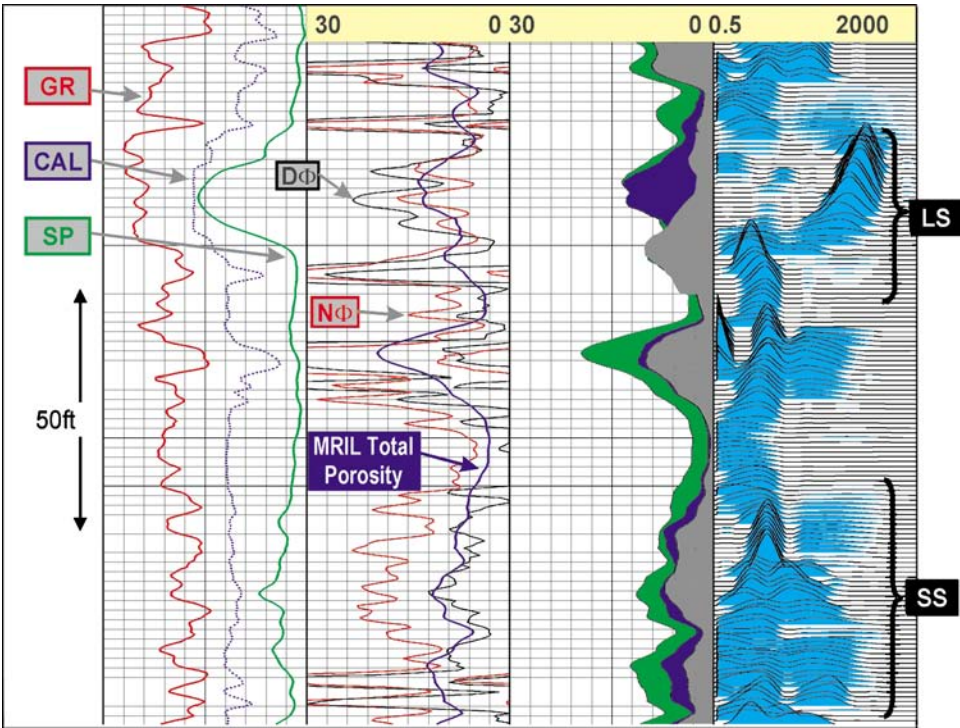 30 0 30 0 0.5 2000
GR
CAL
DΦ
LS
SP
NΦ
50ft
MRIL Total
Porosity
SS